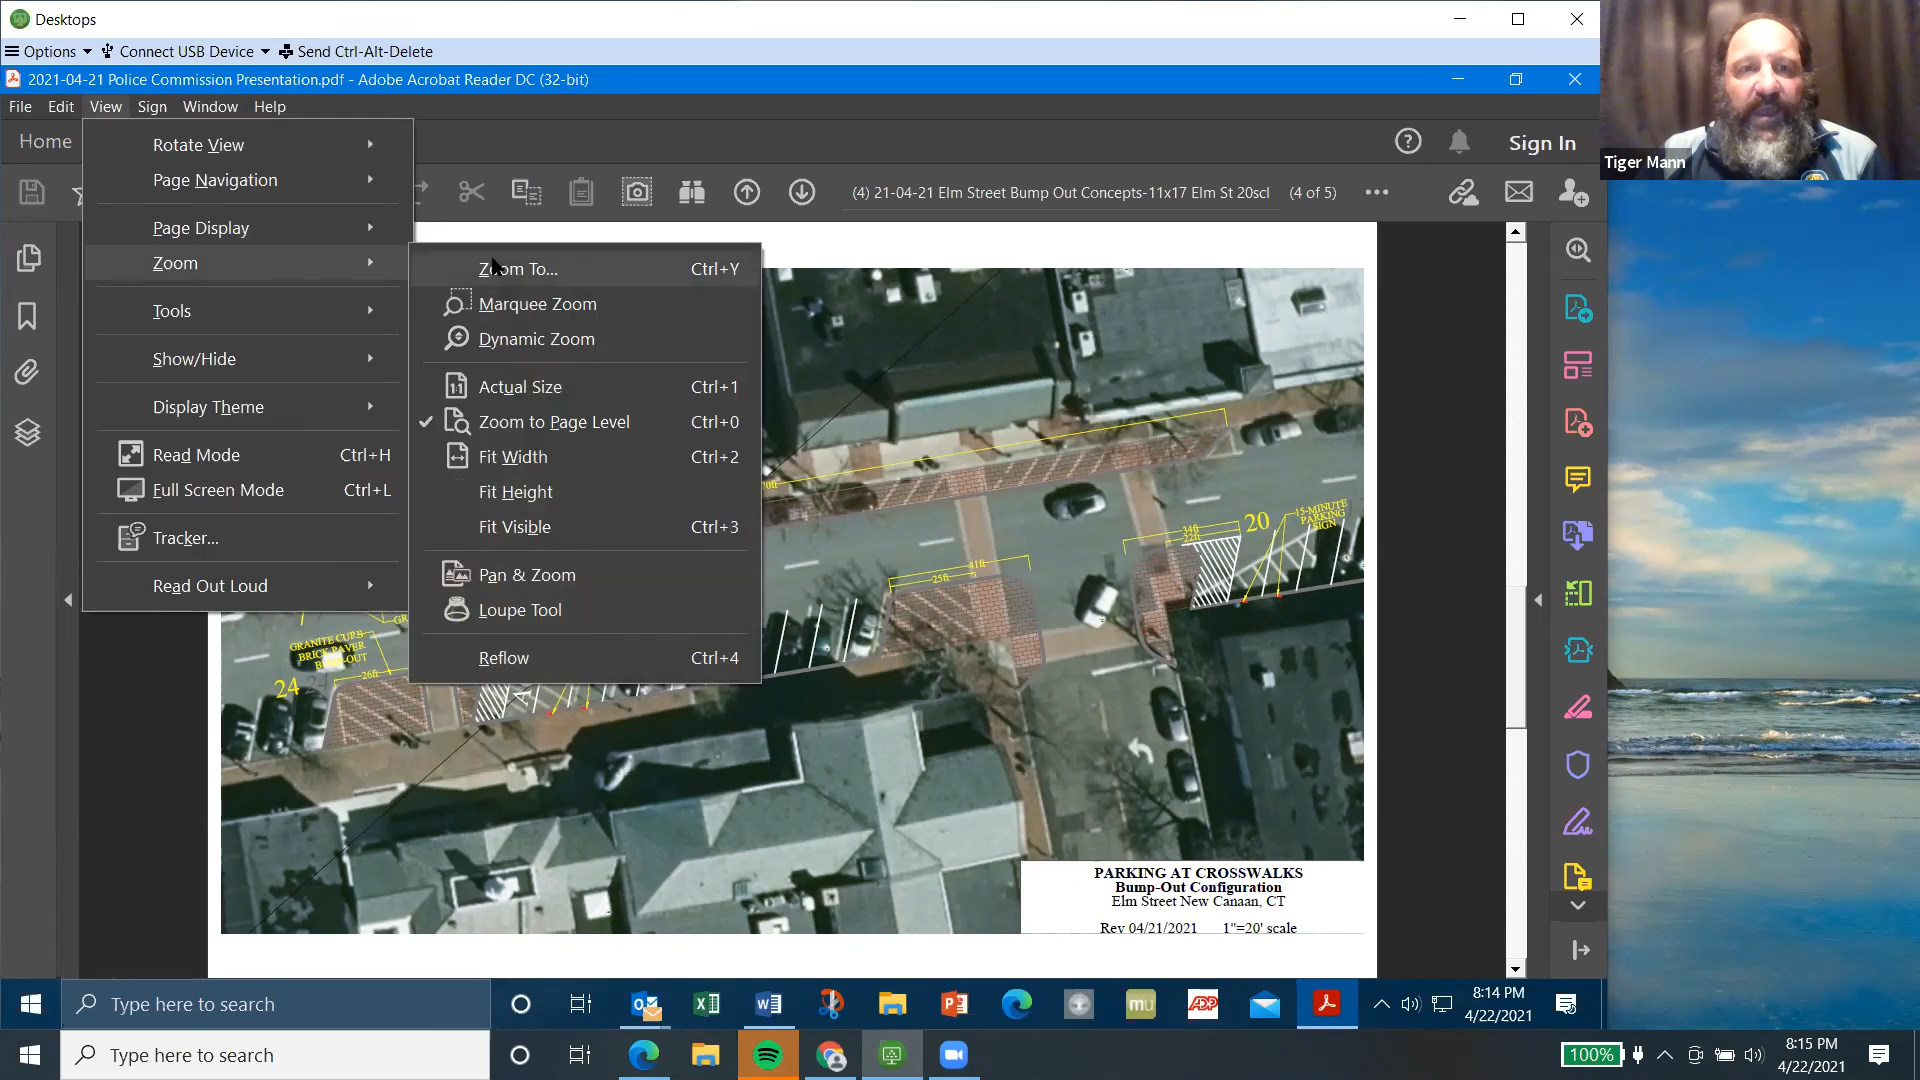 Desktops
Options Connect USB Device Send Ctrl-Alt-Delete
2021-04-21 Police Commission Presentation.pdf - Adobe Acrobat Reader DC (32-bit)
File Edit View Sign Window Help
Home
Sign In
Tiger Mann
(4) 21-04-21 Elm Street Bump Out Concepts-11x17 Elm St 20scl (4 of 5)
Rotate View
Page Navigation
Page Display
Zoom
Tools
Show/Hide
Display Theme
Read Mode Ctrl+H
Full Screen Mode Ctrl+L
Tracker...
Read Out Loud
Zoom To... Ctrl+Y
Marquee Zoom
Dynamic Zoom
Actual Size Ctrl+1
Zoom to Page Level Ctrl+0
Fit Width Ctrl+2
Fit Height
Fit Visible Ctrl+3
Pan & Zoom
Loupe Tool
Reflow Ctrl+4
15-MINUTE
PARKING
SIGN
20
34ft
22ft
41ft
25ft
GRANITE CURB
BRICK PAVER
BUMP-OUT
26ft
24
PARKING AT CROSSWALKS
Bump-Out Configuration
Elm Street New Canaan, CT
Rev 04/21/2021 1"=20' scale
Type here to search
mu
ADP
8:14 PM
4/22/2021
Type here to search
100%
8:15 PM
4/22/2021